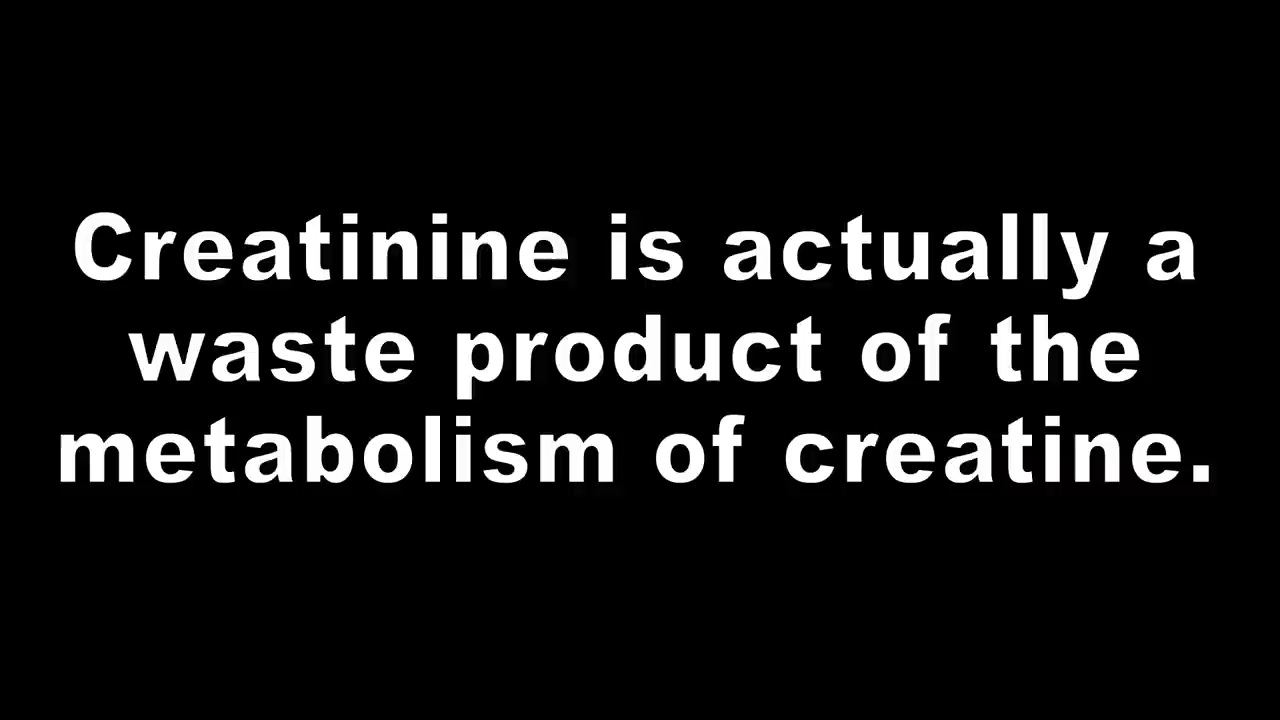 Creatinine is actually a
waste product of the
metabolism of creatine.